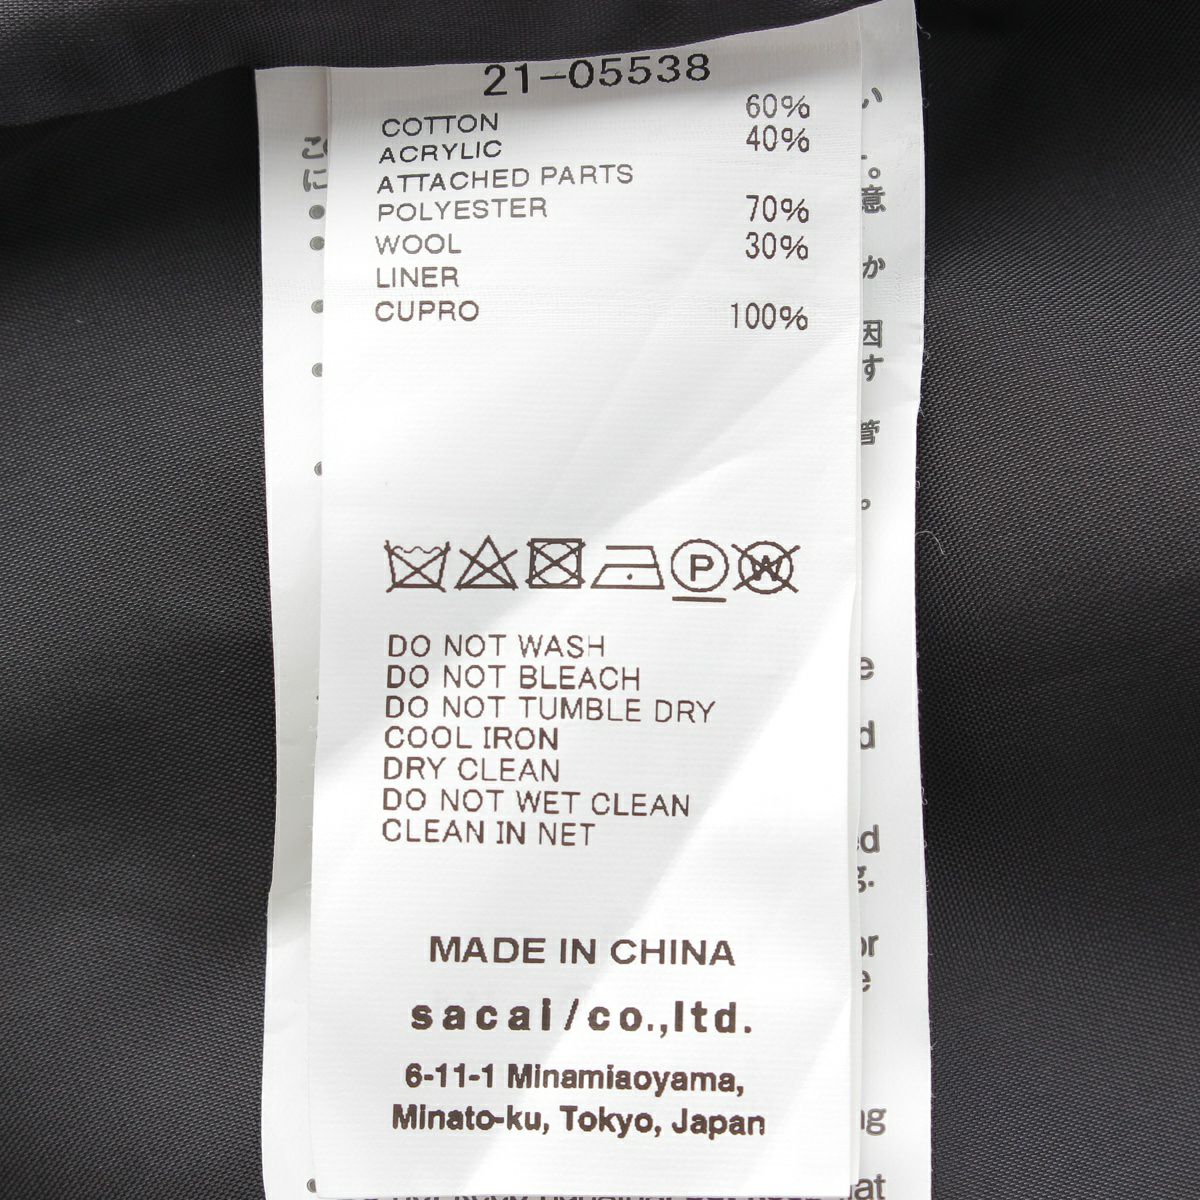 21-05538
COTTON 60%
ACRYLIC 40%
ATTACHED PARTS
POLYESTER 70%
WOOL 30%
LINER
CUPRO 100%
P W
DO NOT WASH
DO NOT BLEACH
DO NOT TUMBLE DRY
COOL IRON
DRY CLEAN
DO NOT WET CLEAN
CLEAN IN NET
MADE IN CHINA
sacai/co.,ltd.
6-11-1 Minamiaoyama,
Minato-ku, Tokyo, Japan